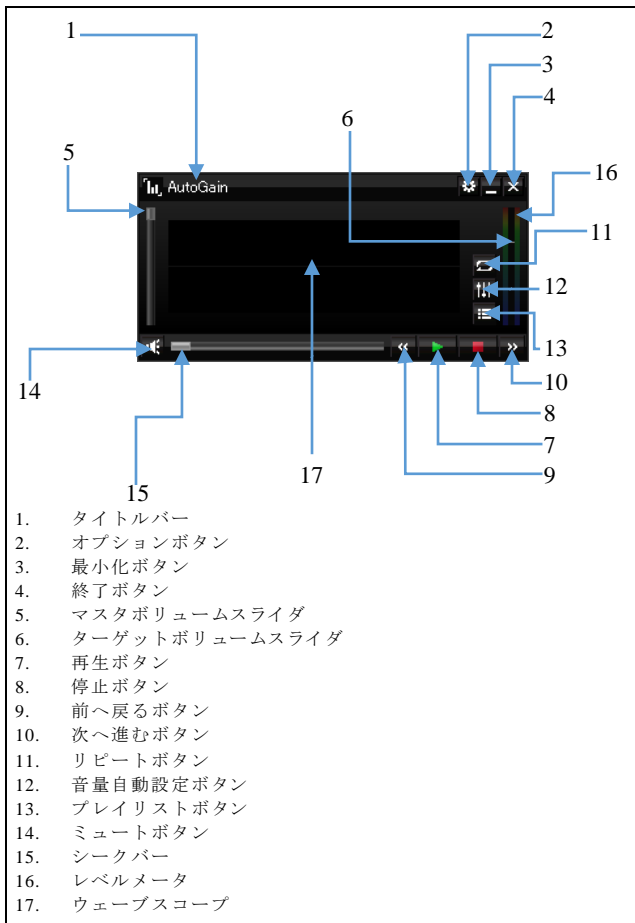 1
2
3
4
6
5
16
AutoGain
11
12
13
14
10
8
7
17
9
15
1. タイトルバー
2. オプションボタン
3. 最小化ボタン
4. 終了ボタン
5. マスタボリュームスライダ
6. ターゲットボリュームスライダ
7. 再生ボタン
8. 停止ボタン
9. 前へ戻るボタン
10. 次へ進むボタン
11. リピートボタン
12. 音量自動設定ボタン
13. プレイリストボタン
14. ミュートボタン
15. シークバー
16. レベルメータ
17. ウェーブスコープ